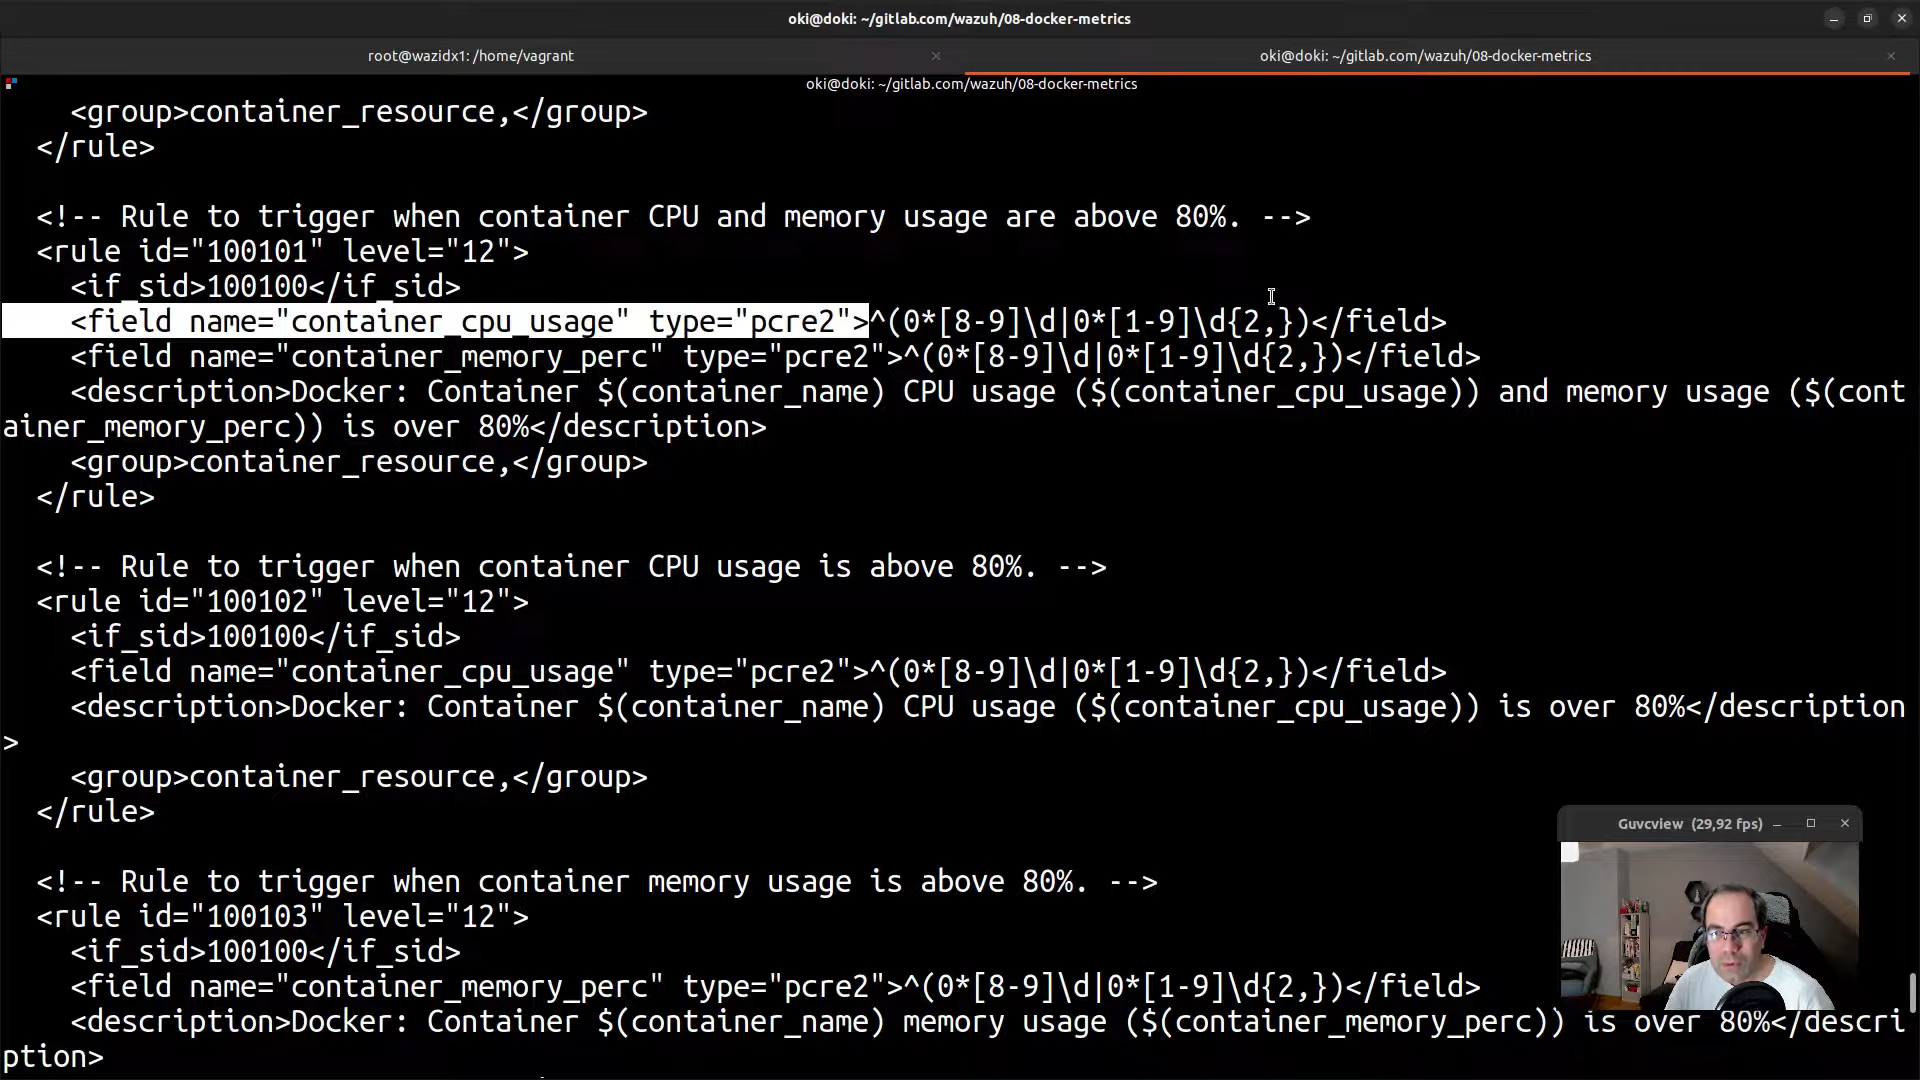 oki@doki: ~/gitlab.com/wazuh/08-docker-metrics
root@wazidx1: /home/vagrant
oki@doki: ~/gitlab.com/wazuh/08-docker-metrics
oki@doki: ~/gitlab.com/wazuh/08-docker-metrics
<group>container_resource,</group>
</rule>
<!-- Rule to trigger when container CPU and memory usage are above 80%. -->
<rule id="100101" level="12">
<if_sid>100100</if_sid>
<field name="container_cpu_usage" type="pcre2">^(0*[8-9]\d|0*[1-9]\d{2,})</field>
<field name="container_memory_perc" type="pcre2">^(0*[8-9]\d|0*[1-9]\d{2,})</field>
<description>Docker: Container $(container_name) CPU usage ($(container_cpu_usage)) and memory usage ($(cont
ainer_memory_perc)) is over 80%</description>
<group>container_resource,</group>
</rule>
<!-- Rule to trigger when container CPU usage is above 80%. -->
<rule id="100102" level="12">
<if_sid>100100</if_sid>
<field name="container_cpu_usage" type="pcre2">^(0*[8-9]\d|0*[1-9]\d{2,})</field>
<description>Docker: Container $(container_name) CPU usage ($(container_cpu_usage)) is over 80%</description
>
<group>container_resource,</group>
</rule>
<!-- Rule to trigger when container memory usage is above 80%. -->
<rule id="100103" level="12">
<if_sid>100100</if_sid>
<field name="container_memory_perc" type="pcre2">^(0*[8-9]\d|0*[1-9]\d{2,})</field>
<description>Docker: Container $(container_name) memory usage ($(container_memory_perc)) is over 80%</descri
ption>
Guvcview (29,92 fps)